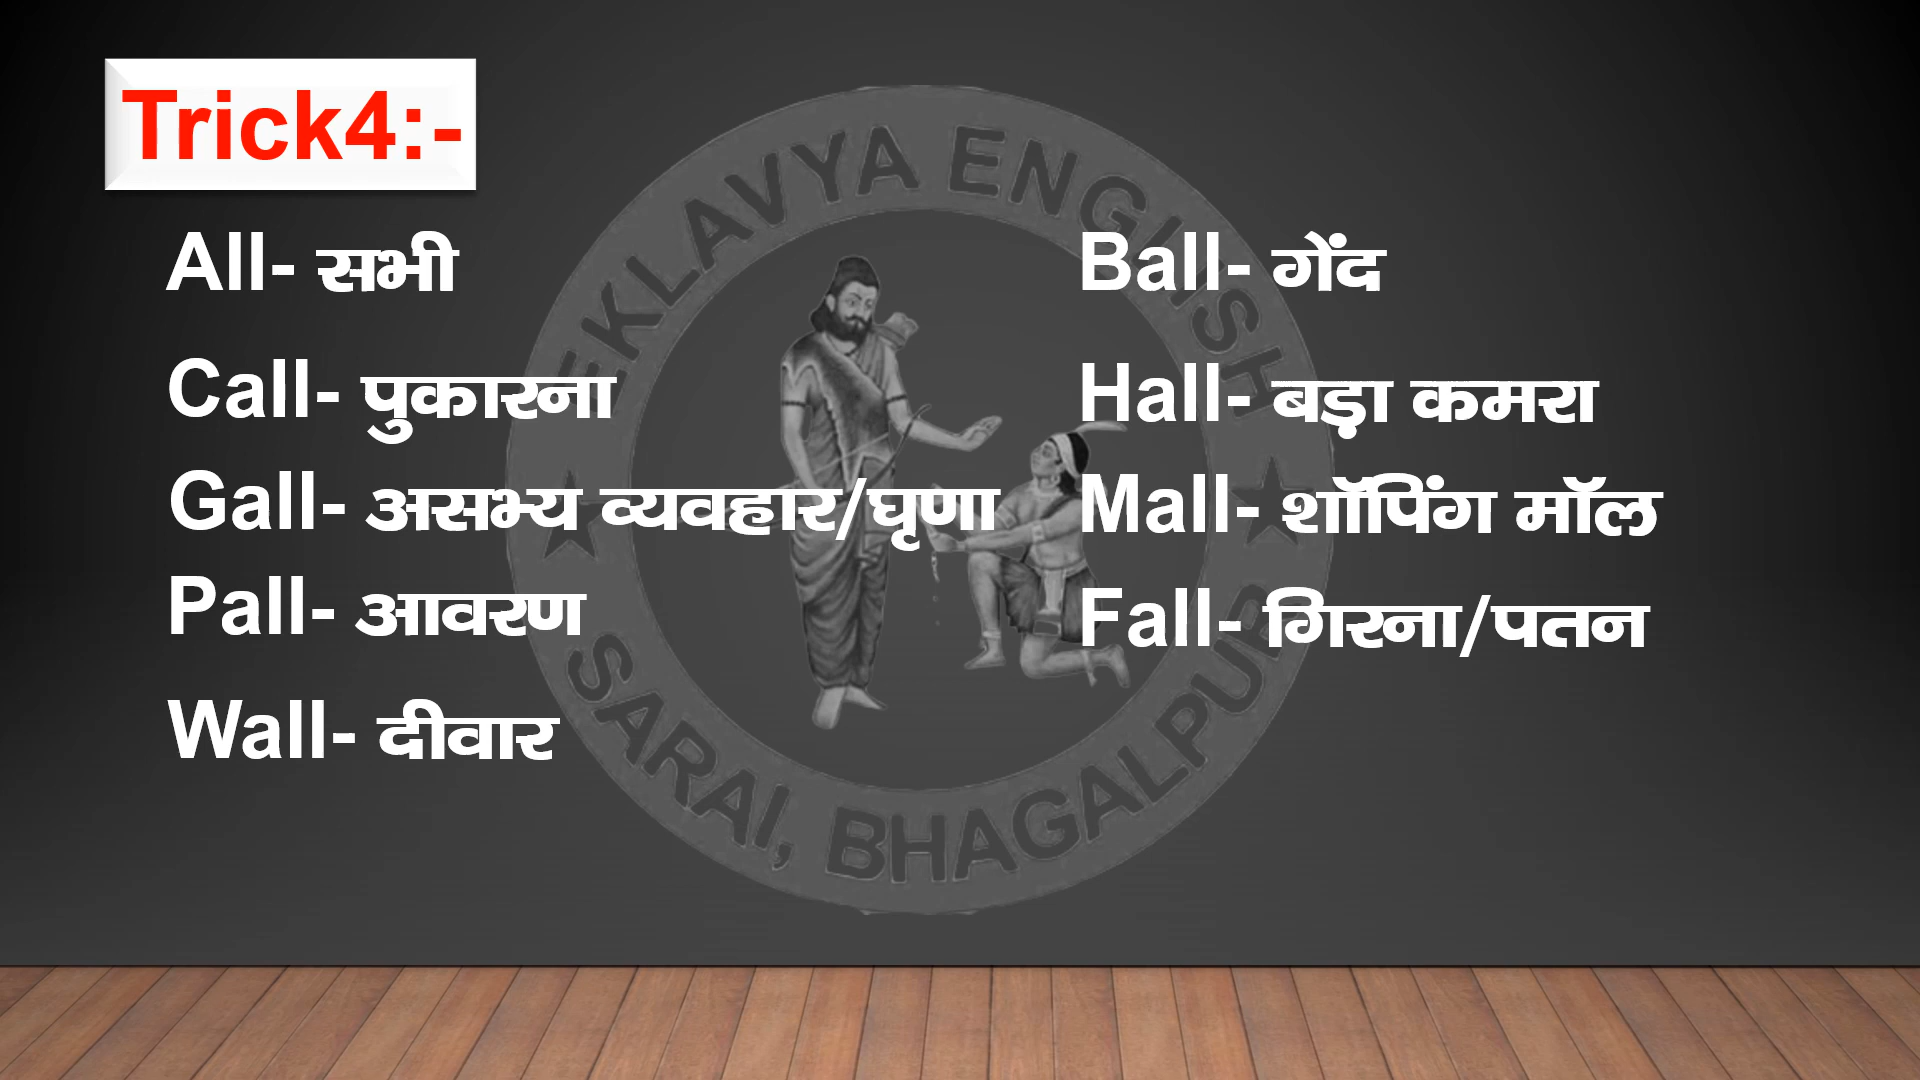 Trick4:-
All- सभी
Call- पुकारना
Gall- असभ्य व्यवहार/घृणा
Pall- आवरण
Wall- दीवार
Ball- गेंद
Hall- बड़ा कमरा
Mall- शॉपिंग मॉल
Fall- गिरना/पतन
EKLAVYA ENGLISH
SARAI, BHAGALPUR